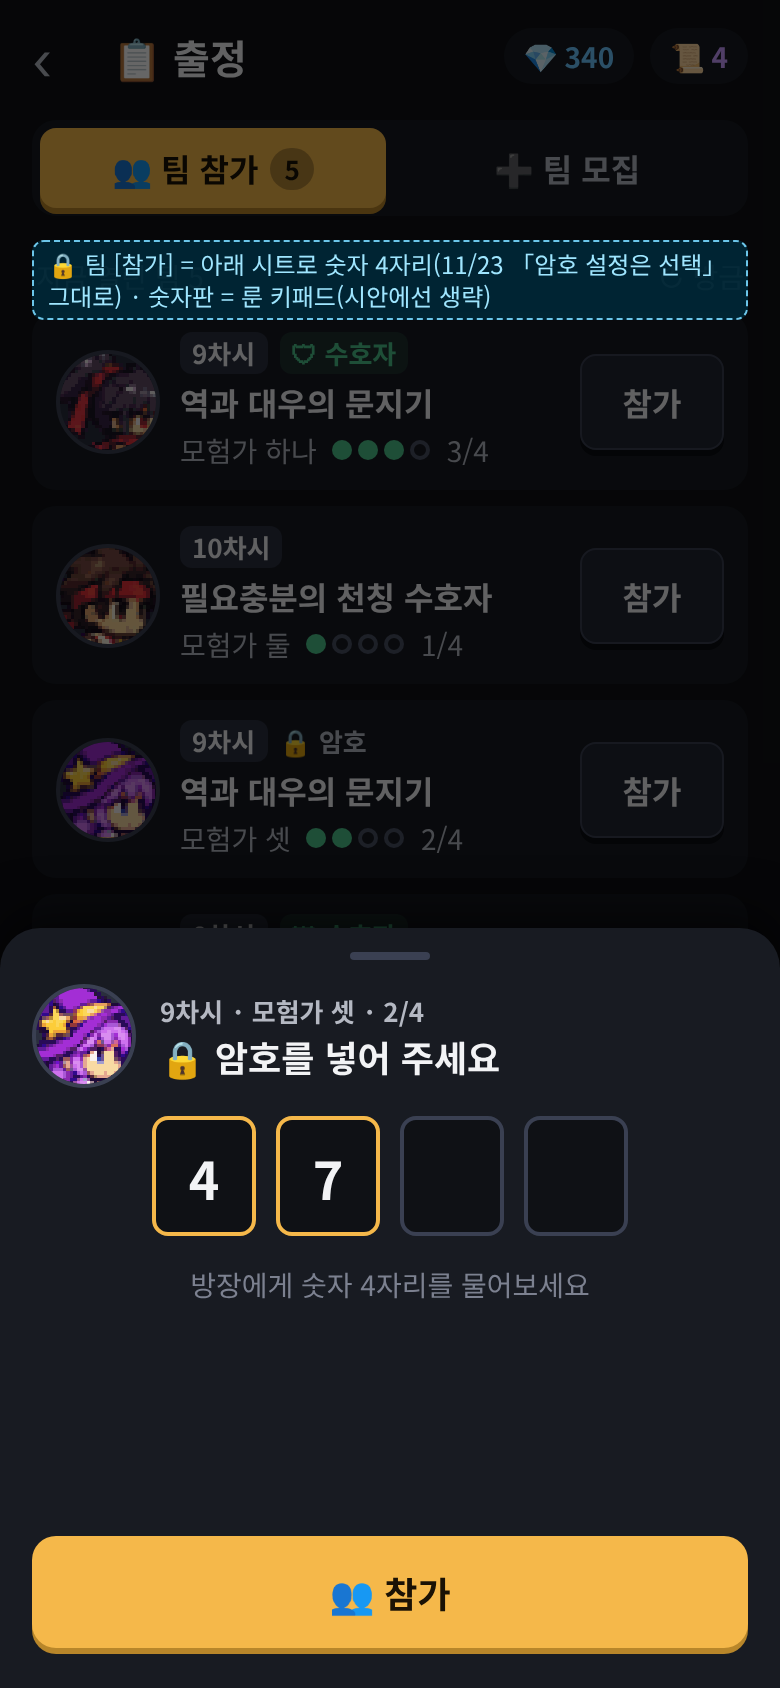 ‹ 📋 출정 💎 340 📜 4
👥 팀 참가 5 ➕ 팀 모집
🔒 팀 [참가] = 아래 시트로 숫자 4자리(11/23 「암호 설정은 선택」
그대로) · 숫자판 = 룬 키패드(시안에선 생략)
9차시 🛡 수호자
역과 대우의 문지기
모험가 하나 3/4
참가
10차시
필요충분의 천칭 수호자
모험가 둘 1/4
참가
9차시 🔒 암호
역과 대우의 문지기
모험가 셋 2/4
참가
9차시 · 모험가 셋 · 2/4
🔒 암호를 넣어 주세요
4 7
방장에게 숫자 4자리를 물어보세요
👥 참가